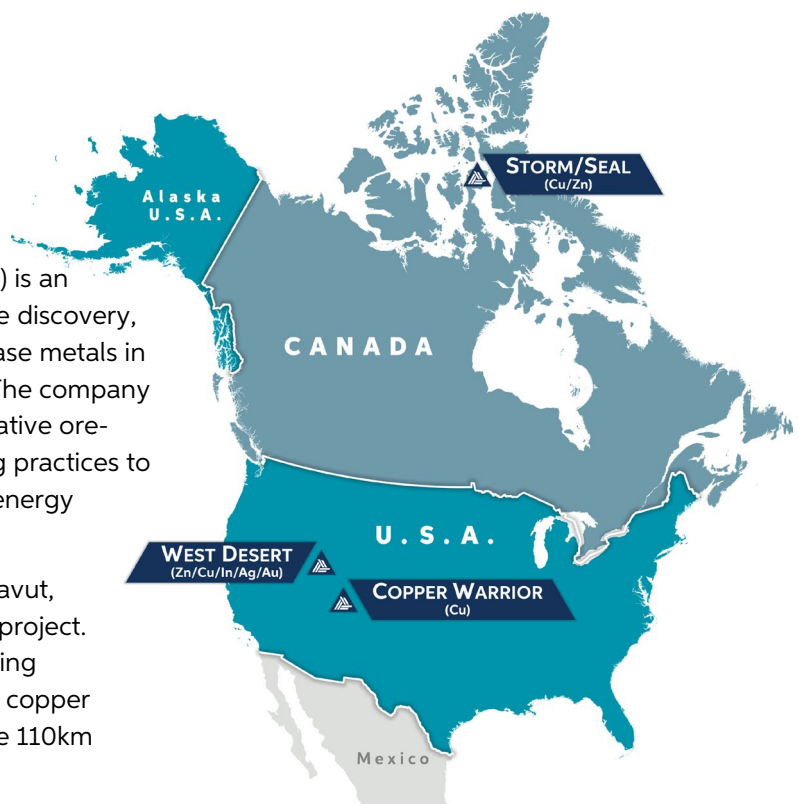 ) is an
e discovery,
ase metals in
The company
ative ore-
g practices to
energy
avut,
project.
ing
copper
e 110km
Alaska
U.S.A.
STORM/SEAL
(Cu/Zn)
CANADA
U.S.A.
WEST DESERT
(Zn/Cu/In/Ag/Au)
COPPER WARRIOR
(Cu)
Mexico